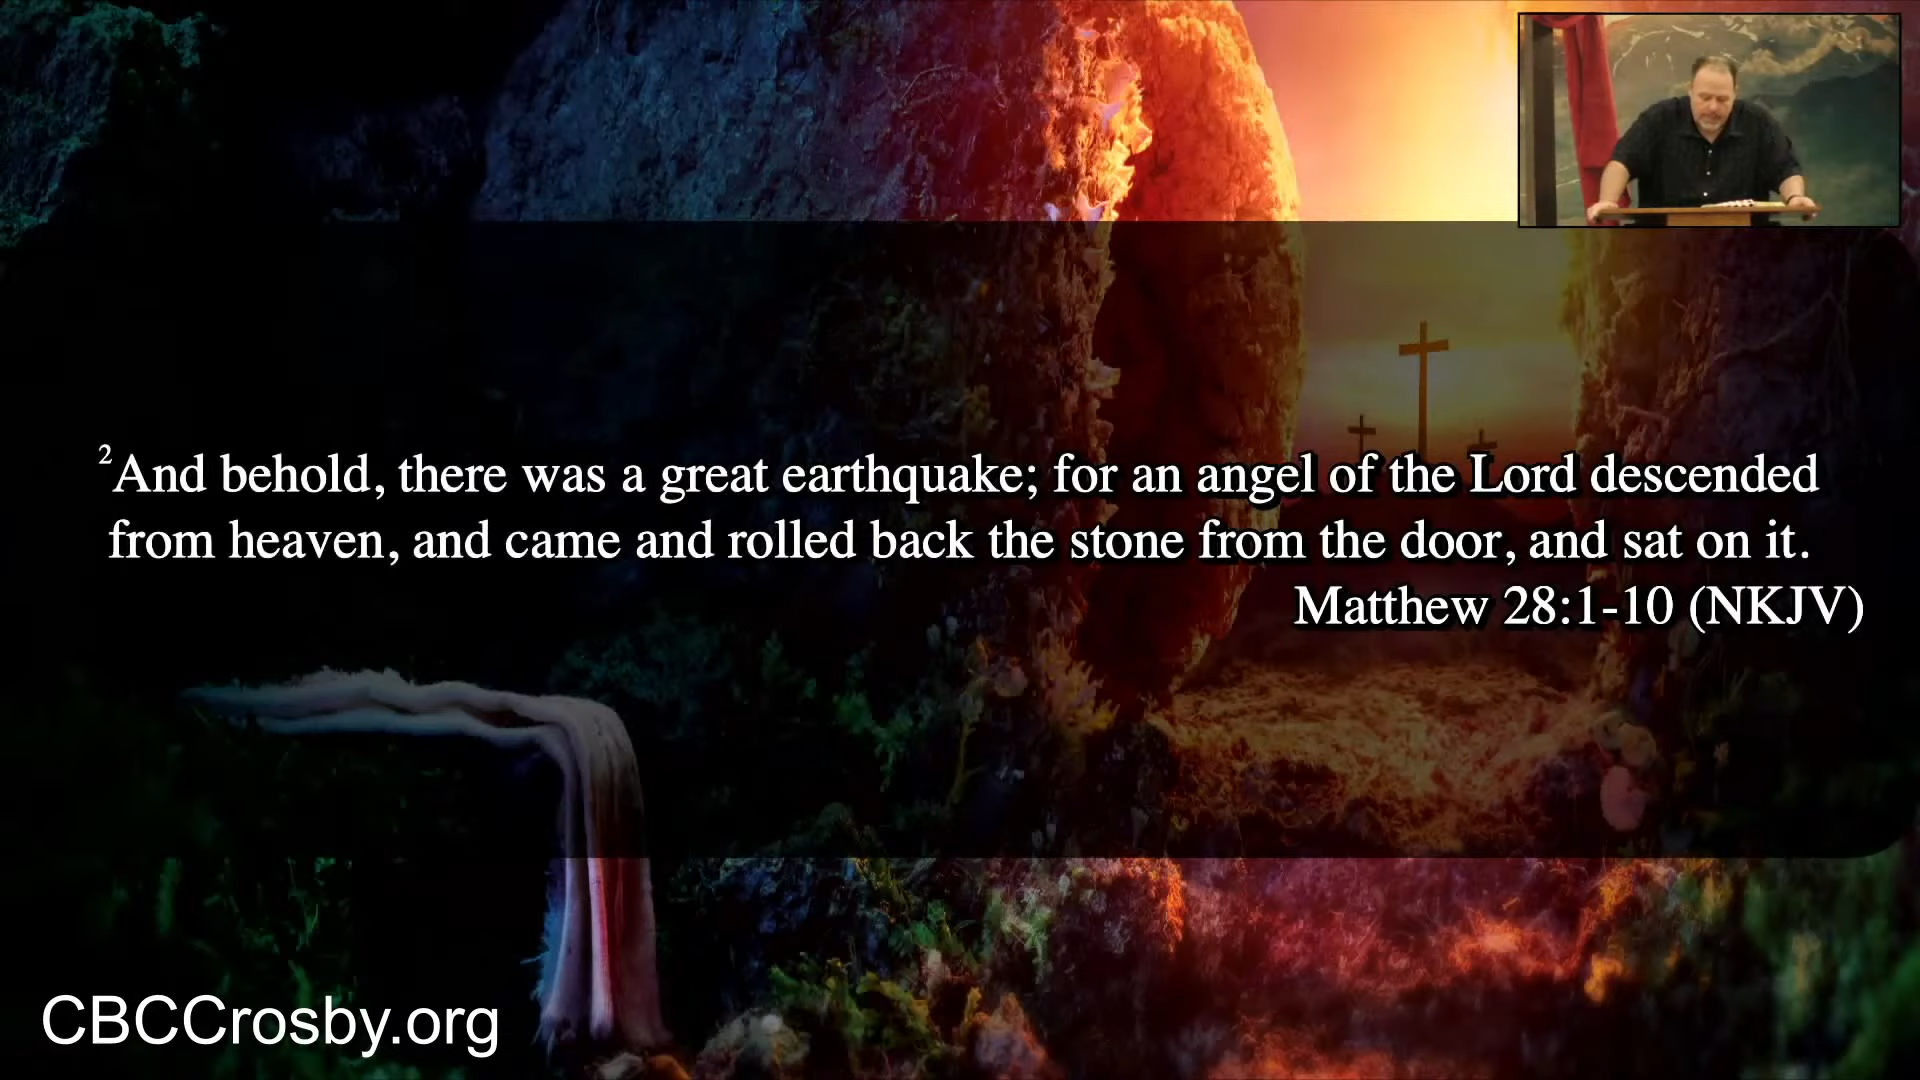 ²And behold, there was a great earthquake; for an angel of the Lord descended
from heaven, and came and rolled back the stone from the door, and sat on it.
Matthew 28:1-10 (NKJV)
CBCCrosby.org